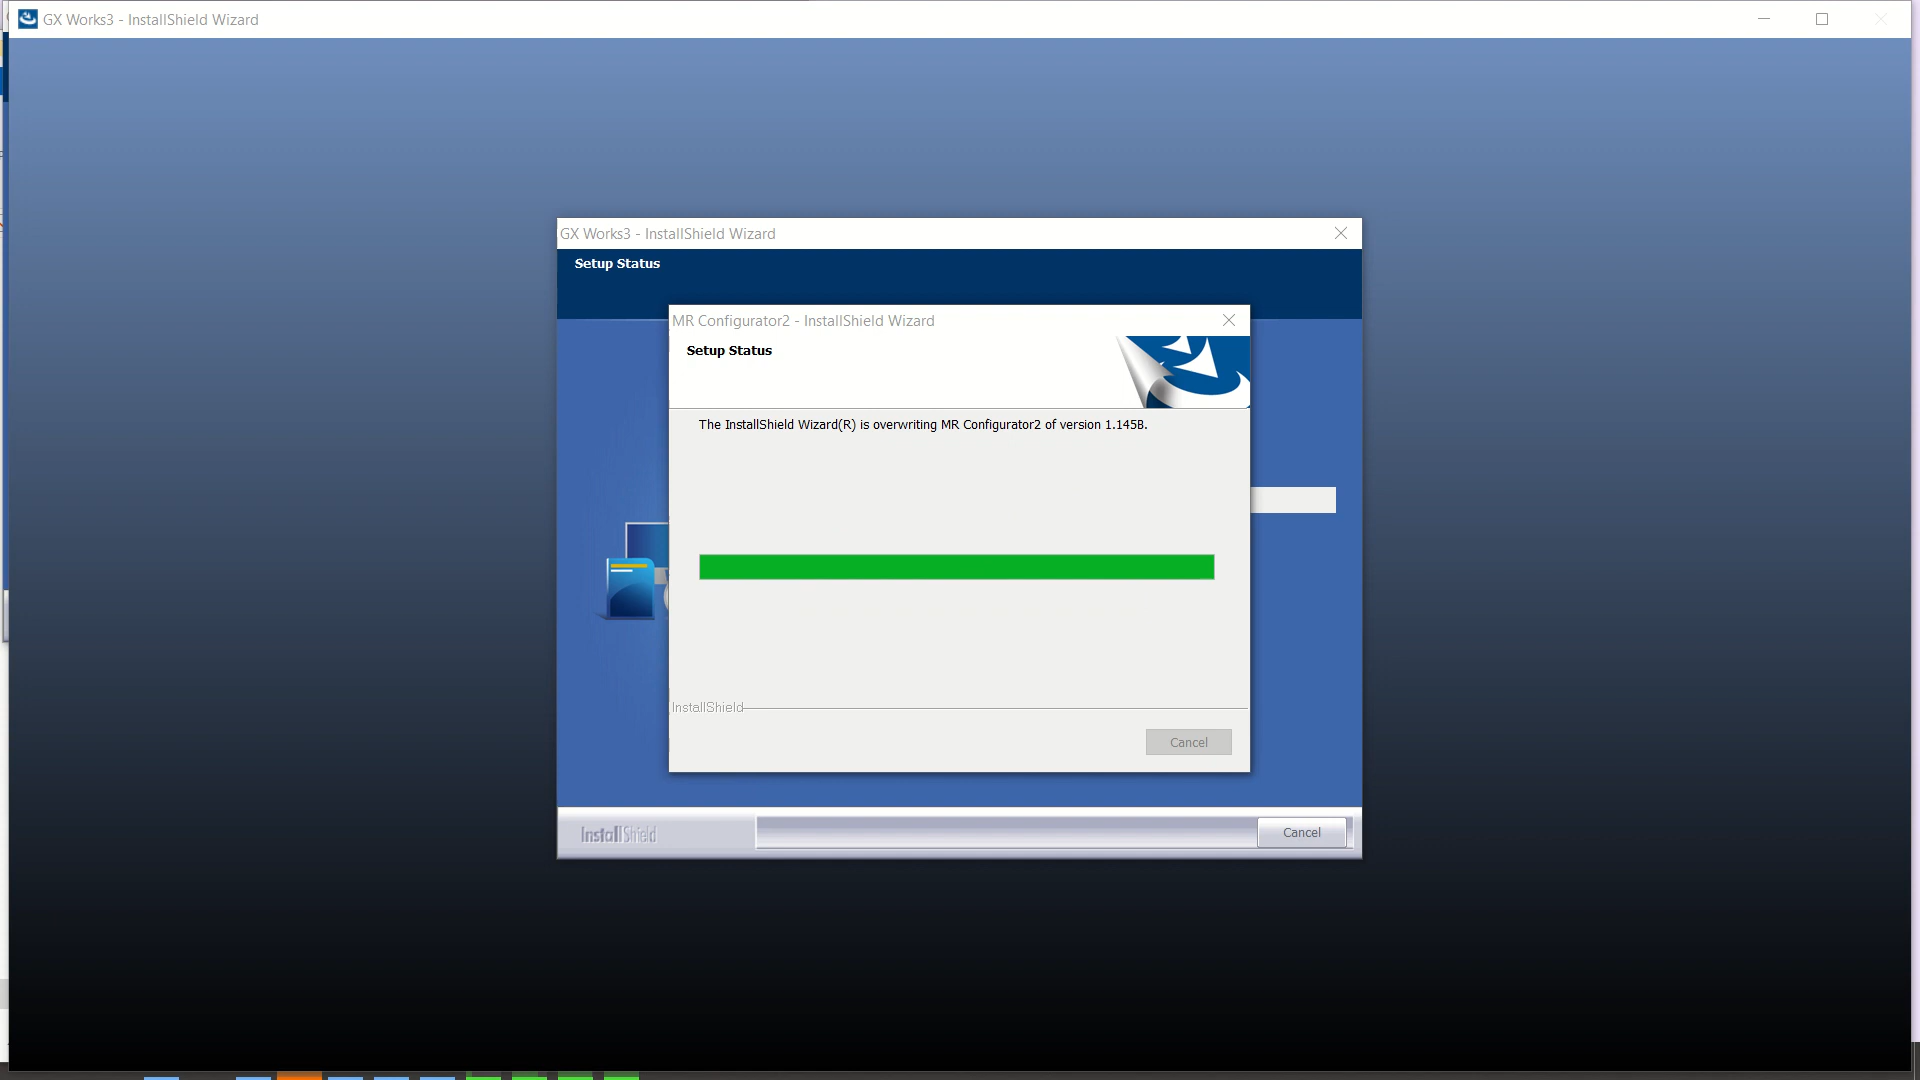 GX Works3 - InstallShield Wizard
GX Works3 - InstallShield Wizard
Setup Status
MR Configurator2 - InstallShield Wizard
Setup Status
The InstallShield Wizard(R) is overwriting MR Configurator2 of version 1.145B.
InstallShield
Cancel
InstallShield
Cancel